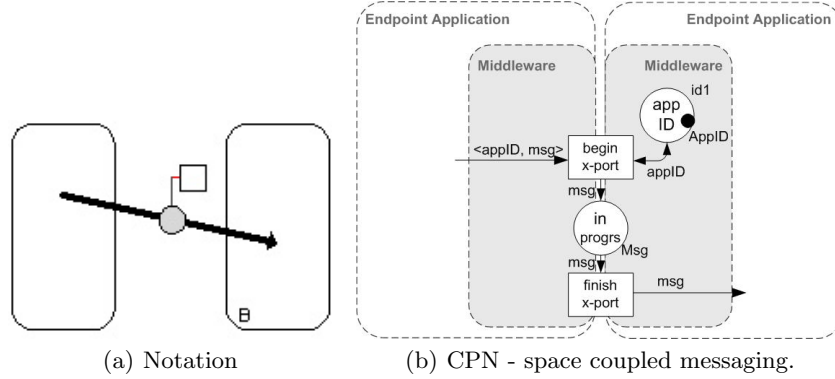 Endpoint Application
Endpoint Application
Middleware
Middleware
id1
app
ID
AppID
<appID, msg>
begin
x-port
appID
msg
in
progrs
Msg
msg
finish
x-port
msg
B
(a) Notation
(b) CPN - space coupled messaging.